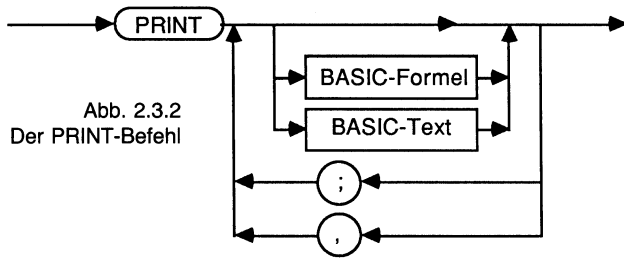 PRINT
BASIC-Formel
Abb. 2.3.2
Der PRINT-Befehl
BASIC-Text
;
,